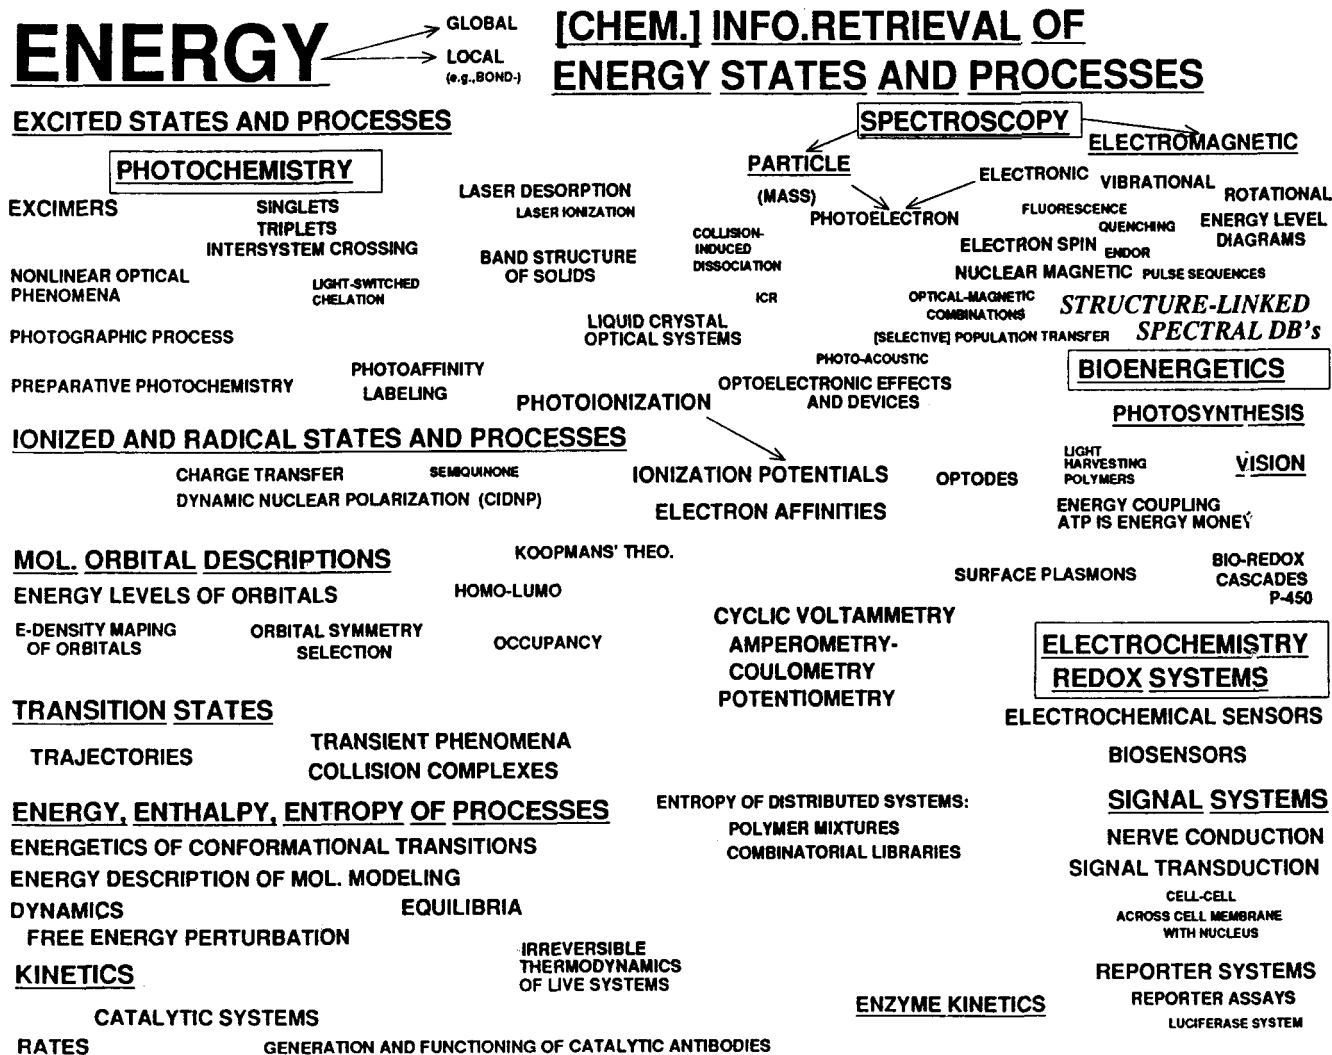 ENERGY
GLOBAL
LOCAL
(e.g.,BOND-)
[CHEM.] INFO.RETRIEVAL OF
ENERGY STATES AND PROCESSES
EXCITED STATES AND PROCESSES
PHOTOCHEMISTRY
EXCIMERS
SINGLETS
TRIPLETS
INTERSYSTEM CROSSING
LASER DESORPTION
LASER IONIZATION
BAND STRUCTURE
OF SOLIDS
NONLINEAR OPTICAL
PHENOMENA
LIGHT-SWITCHED
CHELATION
PHOTOGRAPHIC PROCESS
LIQUID CRYSTAL
OPTICAL SYSTEMS
PREPARATIVE PHOTOCHEMISTRY
PHOTOAFFINITY
LABELING
PHOTOIONIZATION
SPECTROSCOPY
PARTICLE
(MASS)
ELECTROMAGNETIC
ELECTRONIC
VIBRATIONAL
ROTATIONAL
PHOTOELECTRON
FLUORESCENCE
QUENCHING
ENERGY LEVEL
DIAGRAMS
COLLISION-
INDUCED
DISSOCIATION
ELECTRON SPIN
ENDOR
NUCLEAR MAGNETIC
PULSE SEQUENCES
ICR
OPTICAL-MAGNETIC
COMBINATIONS
STRUCTURE-LINKED
SPECTRAL DB's
[SELECTIVE] POPULATION TRANSFER
PHOTO-ACOUSTIC
OPTOELECTRONIC EFFECTS
AND DEVICES
BIOENERGETICS
PHOTOSYNTHESIS
LIGHT
HARVESTING
POLYMERS
VISION
OPTODES
ENERGY COUPLING
ATP IS ENERGY MONEY
IONIZED AND RADICAL STATES AND PROCESSES
CHARGE TRANSFER
SEMIQUINONE
DYNAMIC NUCLEAR POLARIZATION (CIDNP)
IONIZATION POTENTIALS
ELECTRON AFFINITIES
KOOPMANS' THEO.
MOL. ORBITAL DESCRIPTIONS
ENERGY LEVELS OF ORBITALS
HOMO-LUMO
E-DENSITY MAPING
OF ORBITALS
ORBITAL SYMMETRY
SELECTION
OCCUPANCY
SURFACE PLASMONS
BIO-REDOX
CASCADES
P-450
CYCLIC VOLTAMMETRY
AMPEROMETRY-
COULOMETRY
POTENTIOMETRY
ELECTROCHEMISTRY
REDOX SYSTEMS
ELECTROCHEMICAL SENSORS
BIOSENSORS
TRANSITION STATES
TRAJECTORIES
TRANSIENT PHENOMENA
COLLISION COMPLEXES
ENERGY, ENTHALPY, ENTROPY OF PROCESSES
ENERGETICS OF CONFORMATIONAL TRANSITIONS
ENERGY DESCRIPTION OF MOL. MODELING
DYNAMICS
EQUILIBRIA
FREE ENERGY PERTURBATION
ENTROPY OF DISTRIBUTED SYSTEMS:
POLYMER MIXTURES
COMBINATORIAL LIBRARIES
SIGNAL SYSTEMS
NERVE CONDUCTION
SIGNAL TRANSDUCTION
CELL-CELL
ACROSS CELL MEMBRANE
WITH NUCLEUS
REPORTER SYSTEMS
REPORTER ASSAYS
LUCIFERASE SYSTEM
IRREVERSIBLE
THERMODYNAMICS
OF LIVE SYSTEMS
KINETICS
CATALYTIC SYSTEMS
ENZYME KINETICS
RATES
GENERATION AND FUNCTIONING OF CATALYTIC ANTIBODIES